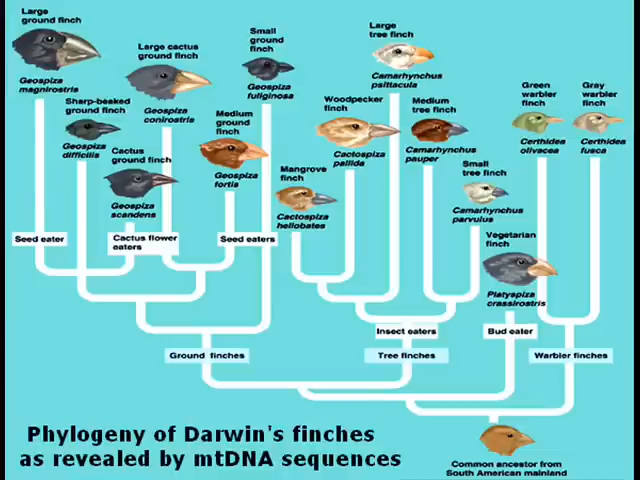 Large
ground finch
Geospiza
magnirostris
Large cactus
ground finch
Geospiza
conirostris
Small
ground
finch
Geospiza
fuliginosa
Large
tree finch
Camarhynchus
psittacula
Sharp-beaked
ground finch
Geospiza
difficilis
Cactus
ground finch
Geospiza
scandens
Medium
ground
finch
Geospiza
fortis
Woodpecker
finch
Cactospiza
pallida
Mangrove
finch
Cactospiza
heliobates
Medium
tree finch
Camarhynchus
pauper
Small
tree finch
Camarhynchus
parvulus
Green
warbler
finch
Certhidea
olivacea
Gray
warbler
finch
Certhidea
fusca
Vegetarian
finch
Platyspiza
crassirostris
Seed eater
Cactus flower
eaters
Seed eaters
Insect eaters
Bud eater
Ground finches
Tree finches
Warbler finches
Phylogeny of Darwin's finches
as revealed by mtDNA sequences
Common ancestor from
South American mainland